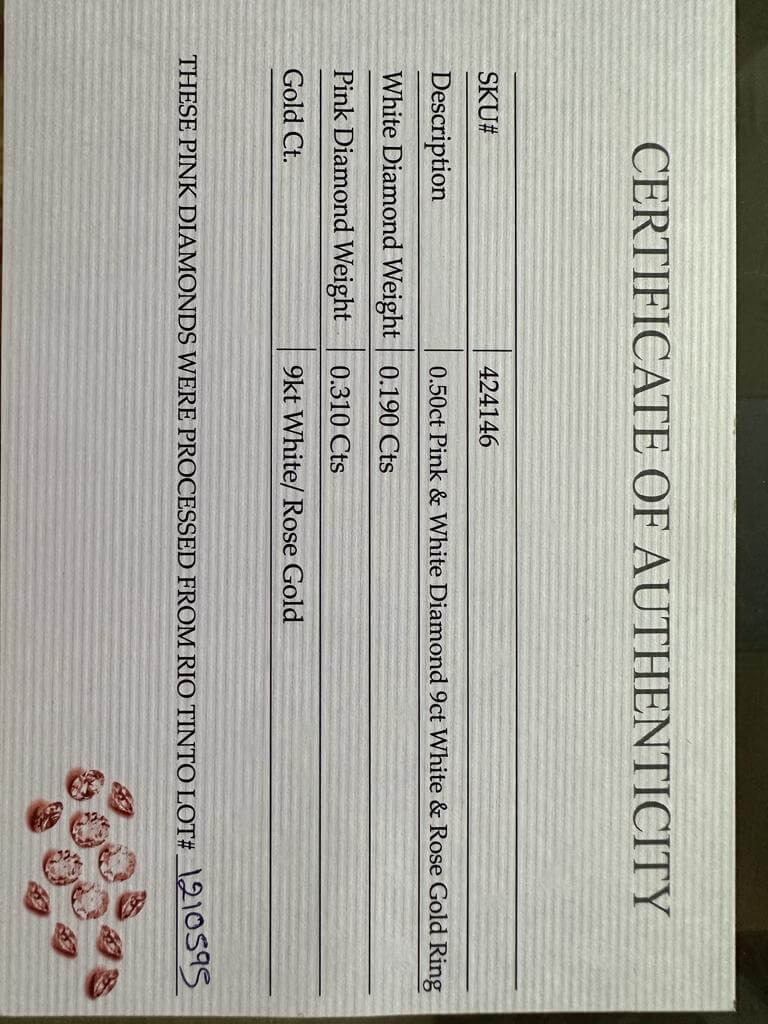 CERTIFICATE OF AUTHENTICITY
SKU# 424146
Description 0.50ct Pink & White Diamond 9ct White & Rose Gold Ring
White Diamond Weight 0.190 Cts
Pink Diamond Weight 0.310 Cts
Gold Ct. 9kt White/ Rose Gold
THESE PINK DIAMONDS WERE PROCESSED FROM RIO TINTO LOT# 1210595